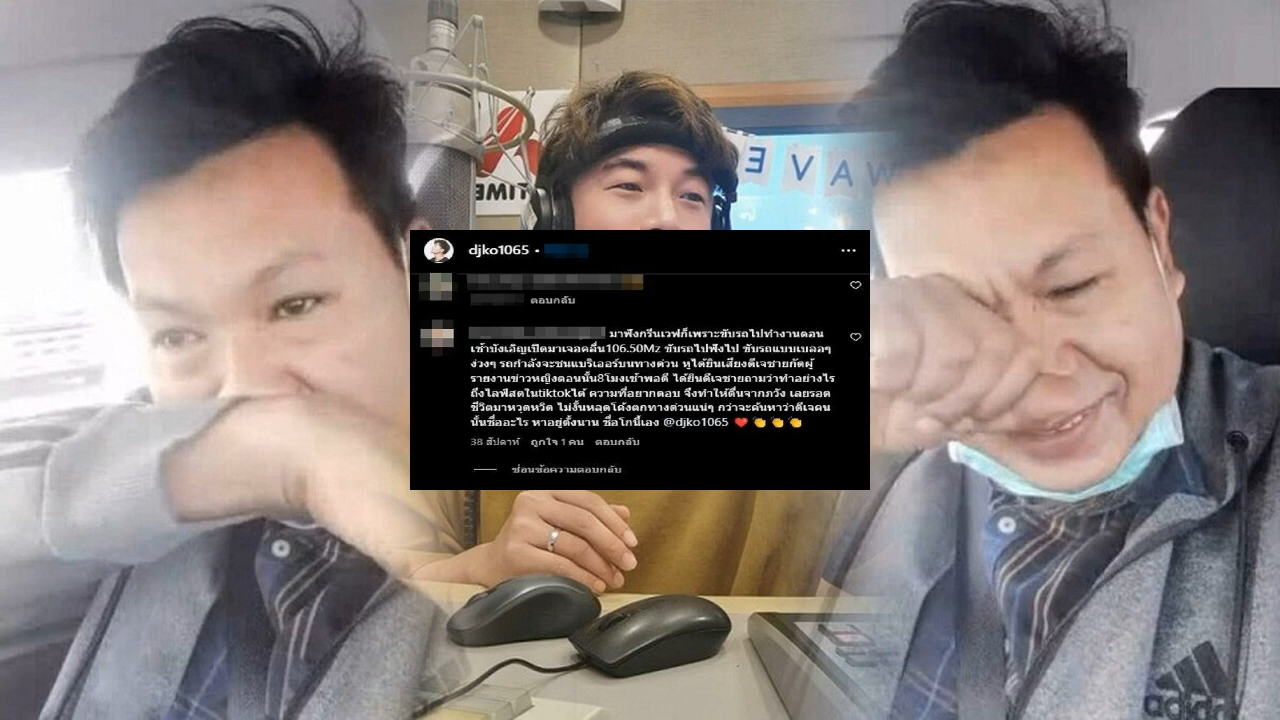 ƎMIT
E V A W
djko1065 •
ตอบกลับ
มาฟังกรีนเวฟก็เพราะขับรถไปทำงานตอน
เช้าบังเอิญเปิดมาเจอคลื่น106.50Mz ขับรถไปฟังไป ขับรถแบบเบลอๆ
ง่วงๆ รถกำลังจะชนแบริเออร์บนทางด่วน หูได้ยินเสียงดีเจชายกัดผู้
รายงานข่าวหญิงตอนนั้น8โมงเช้าพอดี ได้ยินดีเจชายถามว่าทำอย่างไร
ถึงไลฟ์สดในtiktokได้ ความที่อยากตอบ จึงทำให้ตื่นจากภวัง เลยรอด
ชีวิตมาหวุดหวิด ไม่งั้นหลุดโค้งตกทางด่วนแน่ๆ กว่าจะค้นหาว่าดีเจคน
นั้นชื่ออะไร หาอยู่ตั้งนาน ชื่อโกนี้เอง @djko1065 ❤️ 👏 👏 👏
38 สัปดาห์ ถูกใจ 1 คน ตอบกลับ
ซ่อนข้อความตอบกลับ
adidas